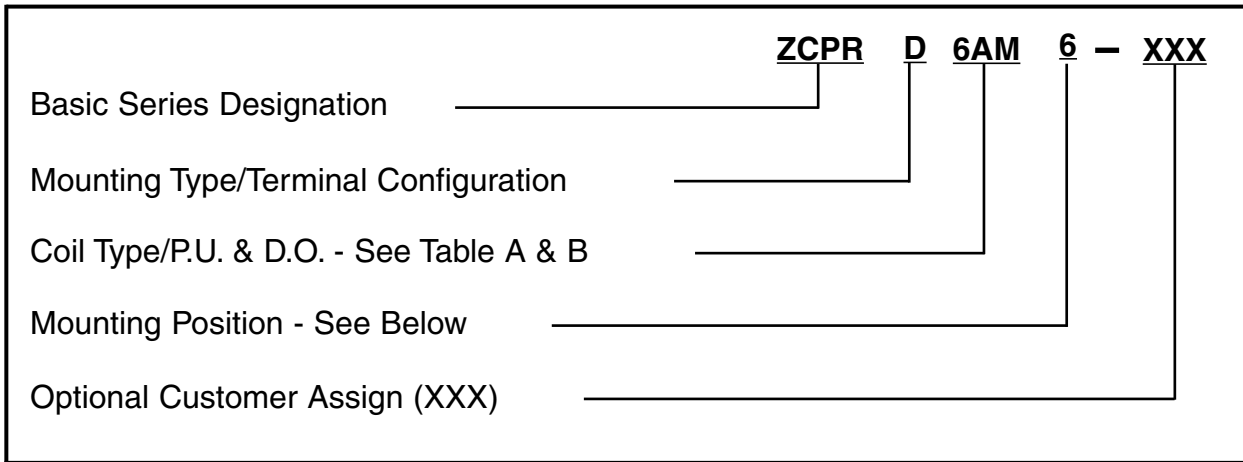 ZCPR D 6AM 6 – XXX
Basic Series Designation
Mounting Type/Terminal Configuration
Coil Type/P.U. & D.O. - See Table A & B
Mounting Position - See Below
Optional Customer Assign (XXX)